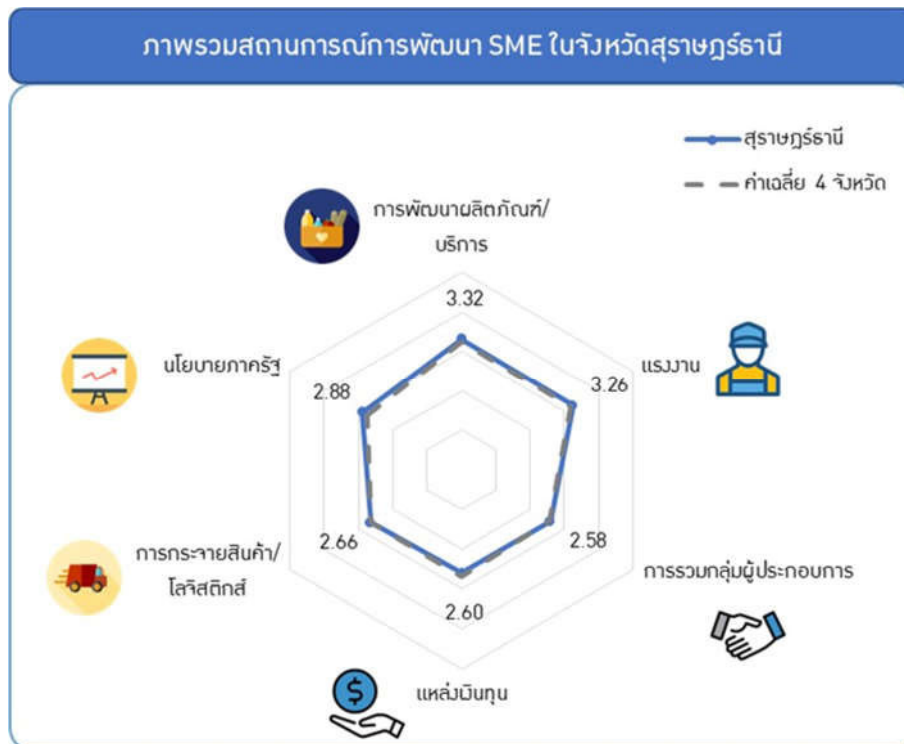 ภาพรวมสถานการณ์การพัฒนา SME ในจังหวัดสุราษฎร์ธานี
สุราษฎร์ธานี
ค่าเฉลี่ย 4 จังหวัด
การพัฒนาผลิตภัณฑ์/
บริการ
3.32
แรงงาน
3.26
นโยบายภาครัฐ
2.88
การกระจายสินค้า/
โลจิสติกส์
2.66
2.58
การรวมกลุ่มผู้ประกอบการ
2.60
แหล่งเงินทุน
$